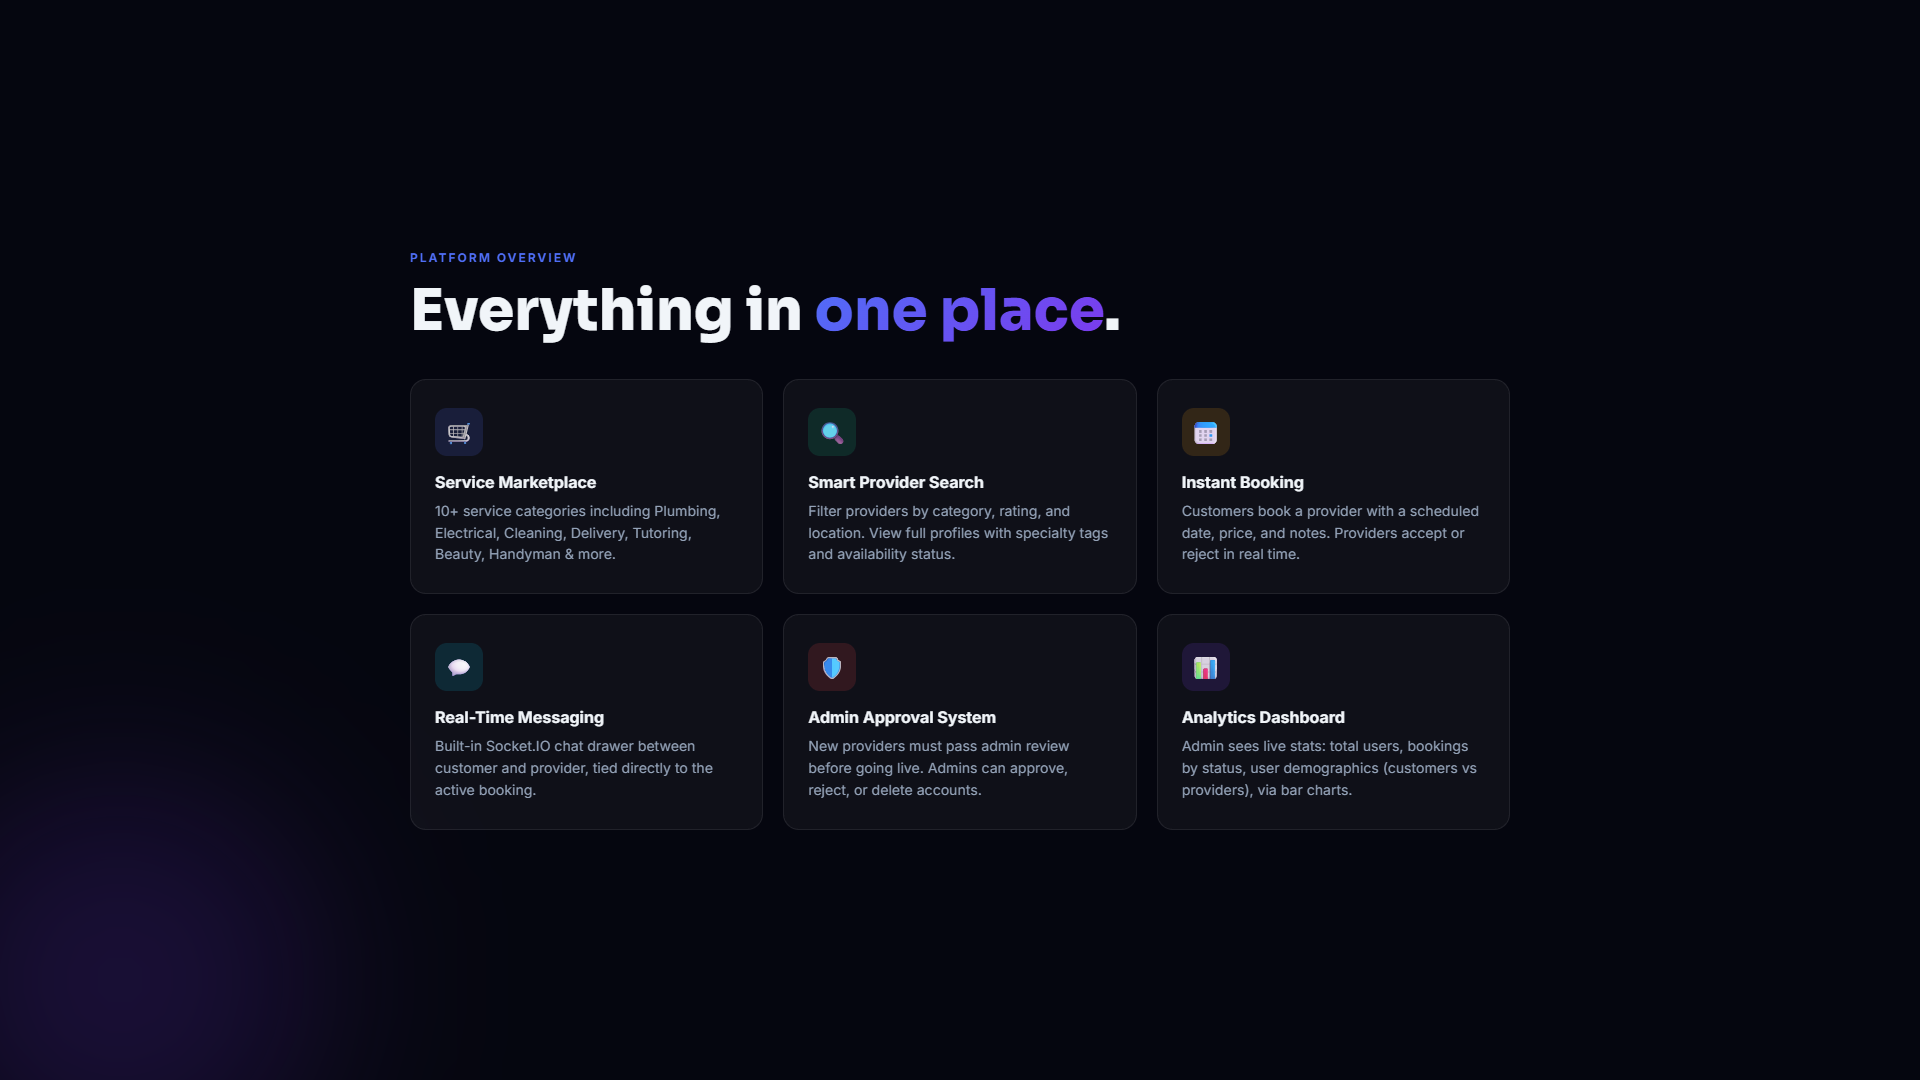 PLATFORM OVERVIEW
Everything in one place.
Service Marketplace
10+ service categories including Plumbing,
Electrical, Cleaning, Delivery, Tutoring,
Beauty, Handyman & more.
Smart Provider Search
Filter providers by category, rating, and
location. View full profiles with specialty tags
and availability status.
Instant Booking
Customers book a provider with a scheduled
date, price, and notes. Providers accept or
reject in real time.
Real-Time Messaging
Built-in Socket.IO chat drawer between
customer and provider, tied directly to the
active booking.
Admin Approval System
New providers must pass admin review
before going live. Admins can approve,
reject, or delete accounts.
Analytics Dashboard
Admin sees live stats: total users, bookings
by status, user demographics (customers vs
providers), via bar charts.